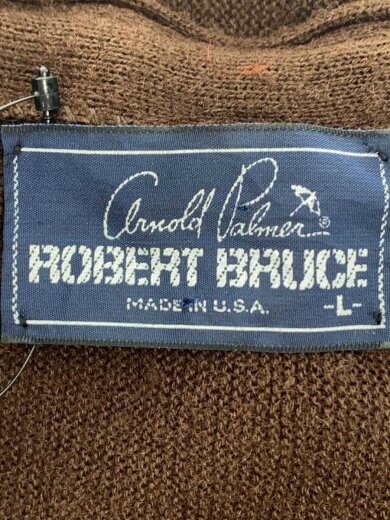 Arnold Palmer ®
ROBERT BRUCE
MADE IN U.S.A.
-L-